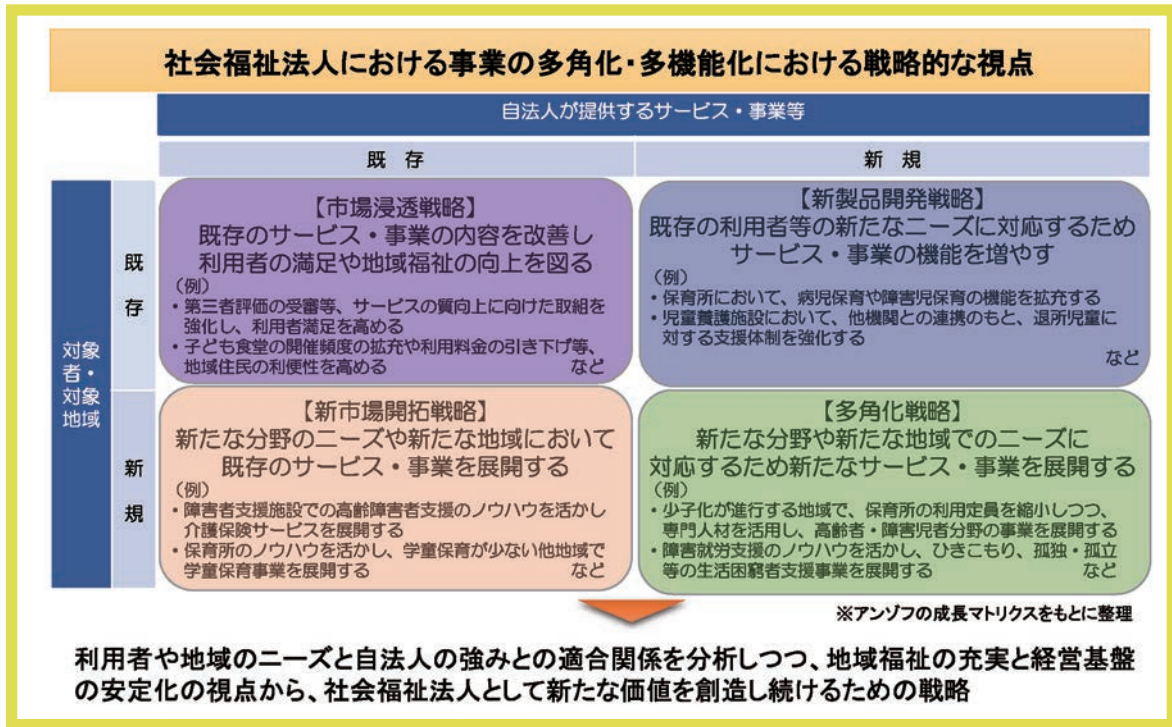 社会福祉法人における事業の多角化・多機能化における戦略的な視点
自法人が提供するサービス・事業等
既 存
新 規
対象者・対象地域
既 存
【市場浸透戦略】
既存のサービス・事業の内容を改善し
利用者の満足や地域福祉の向上を図る
（例）
・第三者評価の受審等、サービスの質向上に向けた取組を
強化し、利用者満足を高める
・子ども食堂の開催頻度の拡充や利用料金の引き下げ等、
地域住民の利便性を高める など
【新製品開発戦略】
既存の利用者等の新たなニーズに対応するため
サービス・事業の機能を増やす
（例）
・保育所において、病児保育や障害児保育の機能を拡充する
・児童養護施設において、他機関との連携のもと、退所児童に
対する支援体制を強化する
など
新 規
【新市場開拓戦略】
新たな分野のニーズや新たな地域において
既存のサービス・事業を展開する
（例）
・障害者支援施設での高齢障害者支援のノウハウを活かし
介護保険サービスを展開する
・保育所のノウハウを活かし、学童保育が少ない他地域で
学童保育事業を展開する など
【多角化戦略】
新たな分野や新たな地域でのニーズに
対応するため新たなサービス・事業を展開する
（例）
・少子化が進行する地域で、保育所の利用定員を縮小しつつ、
専門人材を活用し、高齢者・障害児者分野の事業を展開する
・障害就労支援のノウハウを活かし、ひきこもり、孤独・孤立
等の生活困窮者支援事業を展開する など
※アンゾフの成長マトリクスをもとに整理
利用者や地域のニーズと自法人の強みとの適合関係を分析しつつ、地域福祉の充実と経営基盤
の安定化の視点から、社会福祉法人として新たな価値を創造し続けるための戦略